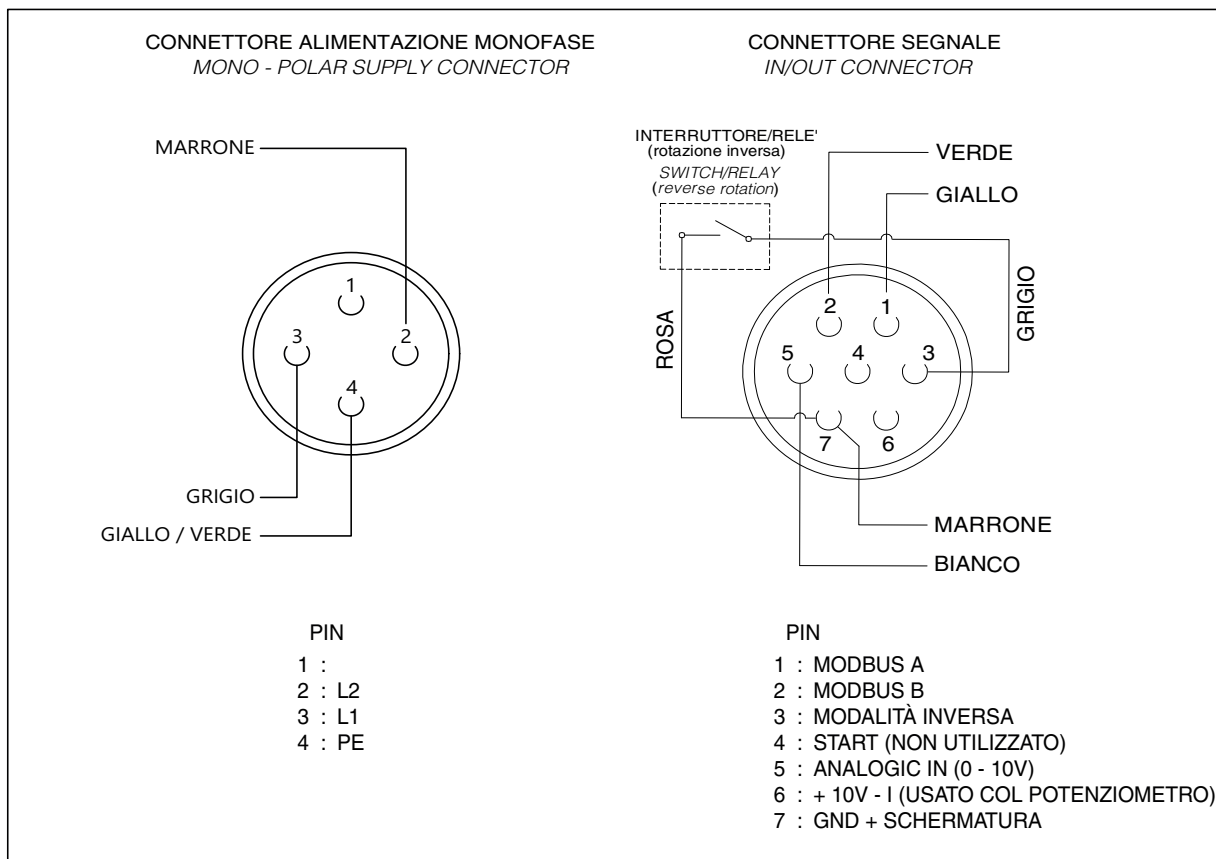 CONNETTORE ALIMENTAZIONE MONOFASE
MONO - POLAR SUPPLY CONNECTOR
MARRONE
1
3
2
4
GRIGIO
GIALLO / VERDE
PIN
1 :
2 : L2
3 : L1
4 : PE
CONNETTORE SEGNALE
IN/OUT CONNECTOR
INTERRUTTORE/RELE'
(rotazione inversa)
SWITCH/RELAY
(reverse rotation)
VERDE
GIALLO
ROSA
GRIGIO
2
1
5
4
3
7
6
MARRONE
BIANCO
PIN
1 : MODBUS A
2 : MODBUS B
3 : MODALITÀ INVERSA
4 : START (NON UTILIZZATO)
5 : ANALOGIC IN (0 - 10V)
6 : + 10V - I (USATO COL POTENZIOMETRO)
7 : GND + SCHERMATURA